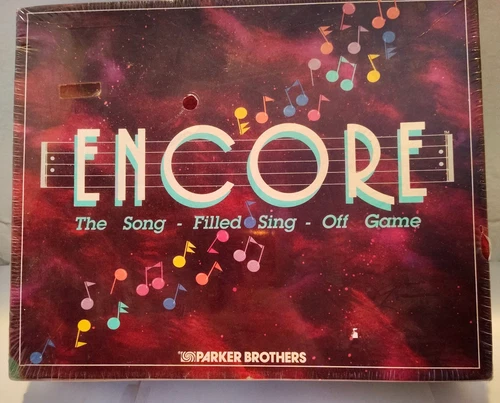 ENCORE
The Song - Filled Sing - Off Game
PARKER BROTHERS